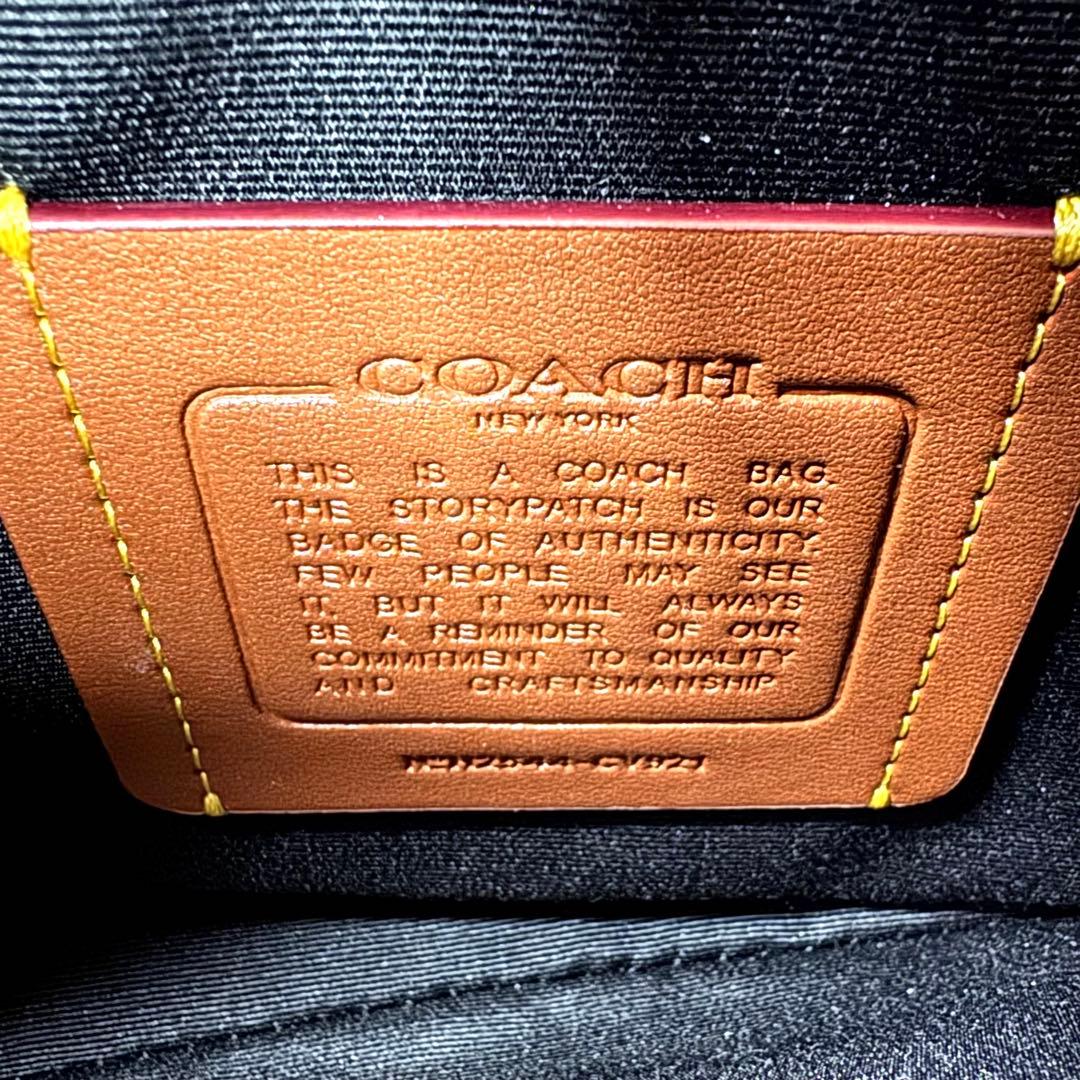 COACH
NEW YORK
THIS IS A COACH BAG.
THE STORYPATCH IS OUR
BADGE OF AUTHENTICITY.
FEW PEOPLE MAY SEE
IT, BUT IT WILL ALWAYS
BE A REMINDER OF OUR
COMMITMENT TO QUALITY
AND CRAFTSMANSHIP